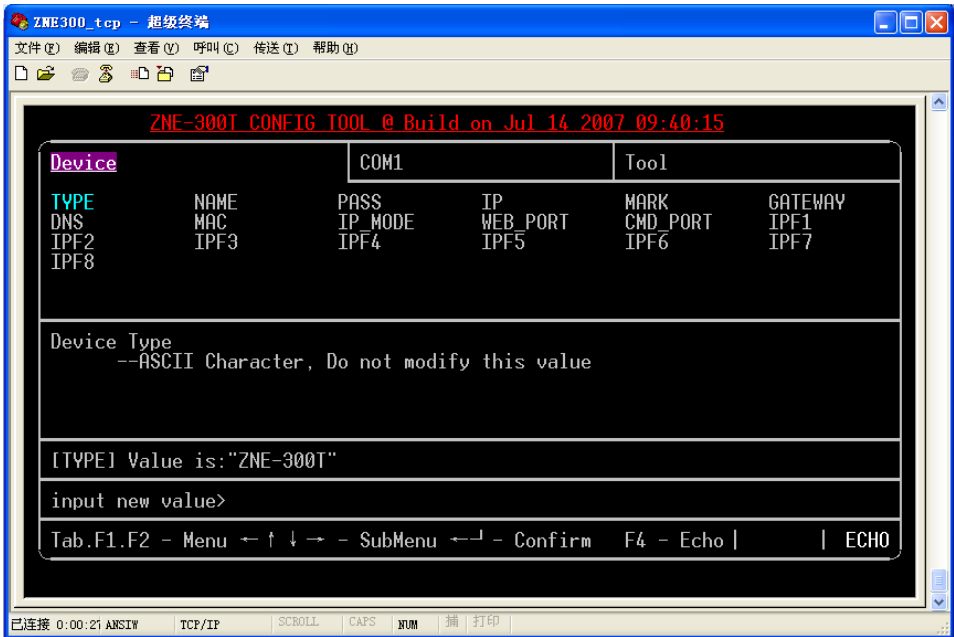 ZNE300_tcp - 超级终端
文件(F) 编辑(E) 查看(V) 呼叫(C) 传送(T) 帮助(H)
ZNE-300T CONFIG TOOL @ Build on Jul 14 2007 09:40:15
Device COM1 Tool
TYPE NAME PASS IP MARK GATEWAY
DNS MAC IP_MODE WEB_PORT CMD_PORT IPF1
IPF2 IPF3 IPF4 IPF5 IPF6 IPF7
IPF8
Device Type
--ASCII Character, Do not modify this value
[TYPE] Value is:"ZNE-300T"
input new value>
Tab.F1.F2 - Menu ←↑↓→ - SubMenu ←┘ - Confirm F4 - Echo | | ECHO
已连接 0:00:27 ANSIW TCP/IP SCROLL CAPS NUM 捕 打印